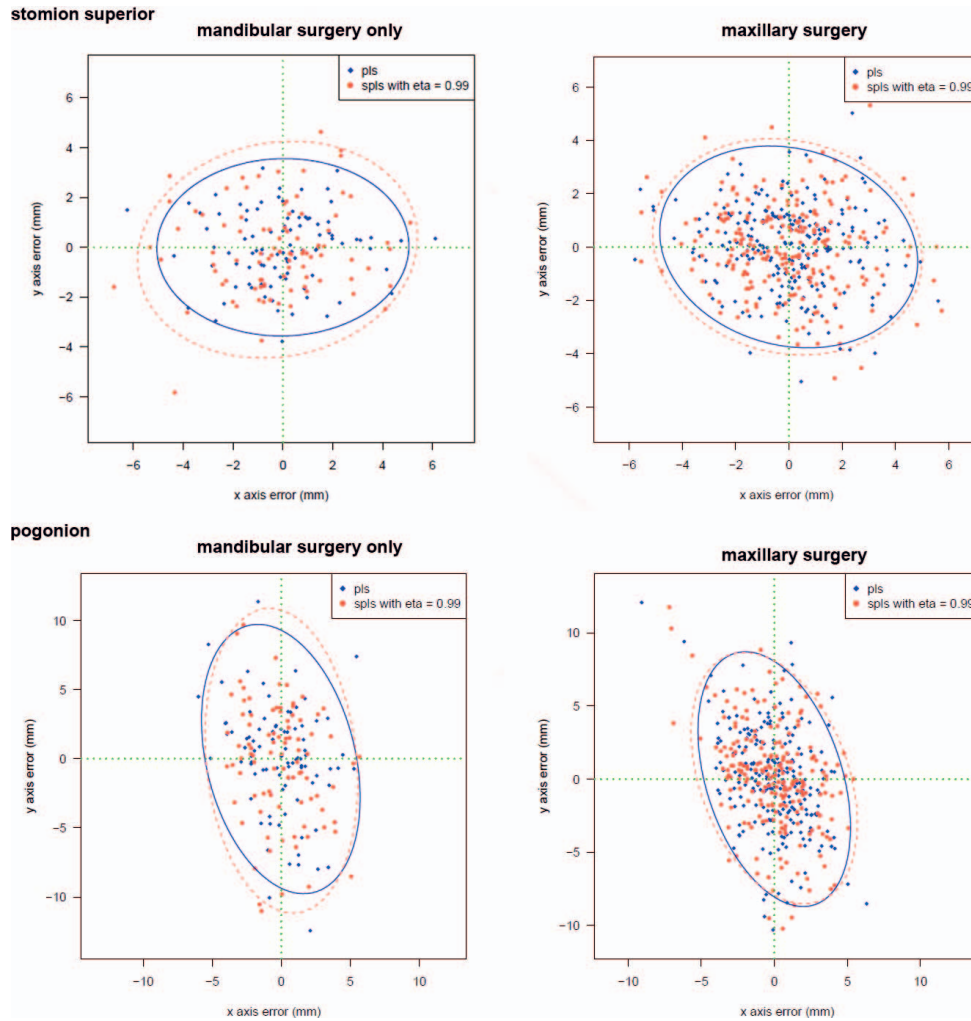 stomion superior
mandibular surgery only
pls
spls with eta = 0.99
6
4
2
0
−2
−4
−6
y axis error (mm)
−6 −4 −2 0 2 4 6
x axis error (mm)
maxillary surgery
pls
spls with eta = 0.99
6
4
2
0
−2
−4
−6
y axis error (mm)
−6 −4 −2 0 2 4 6
x axis error (mm)
pogonion
mandibular surgery only
pls
spls with eta = 0.99
10
5
0
−5
−10
y axis error (mm)
−10 −5 0 5 10
x axis error (mm)
maxillary surgery
pls
spls with eta = 0.99
10
5
0
−5
−10
y axis error (mm)
−10 −5 0 5 10
x axis error (mm)